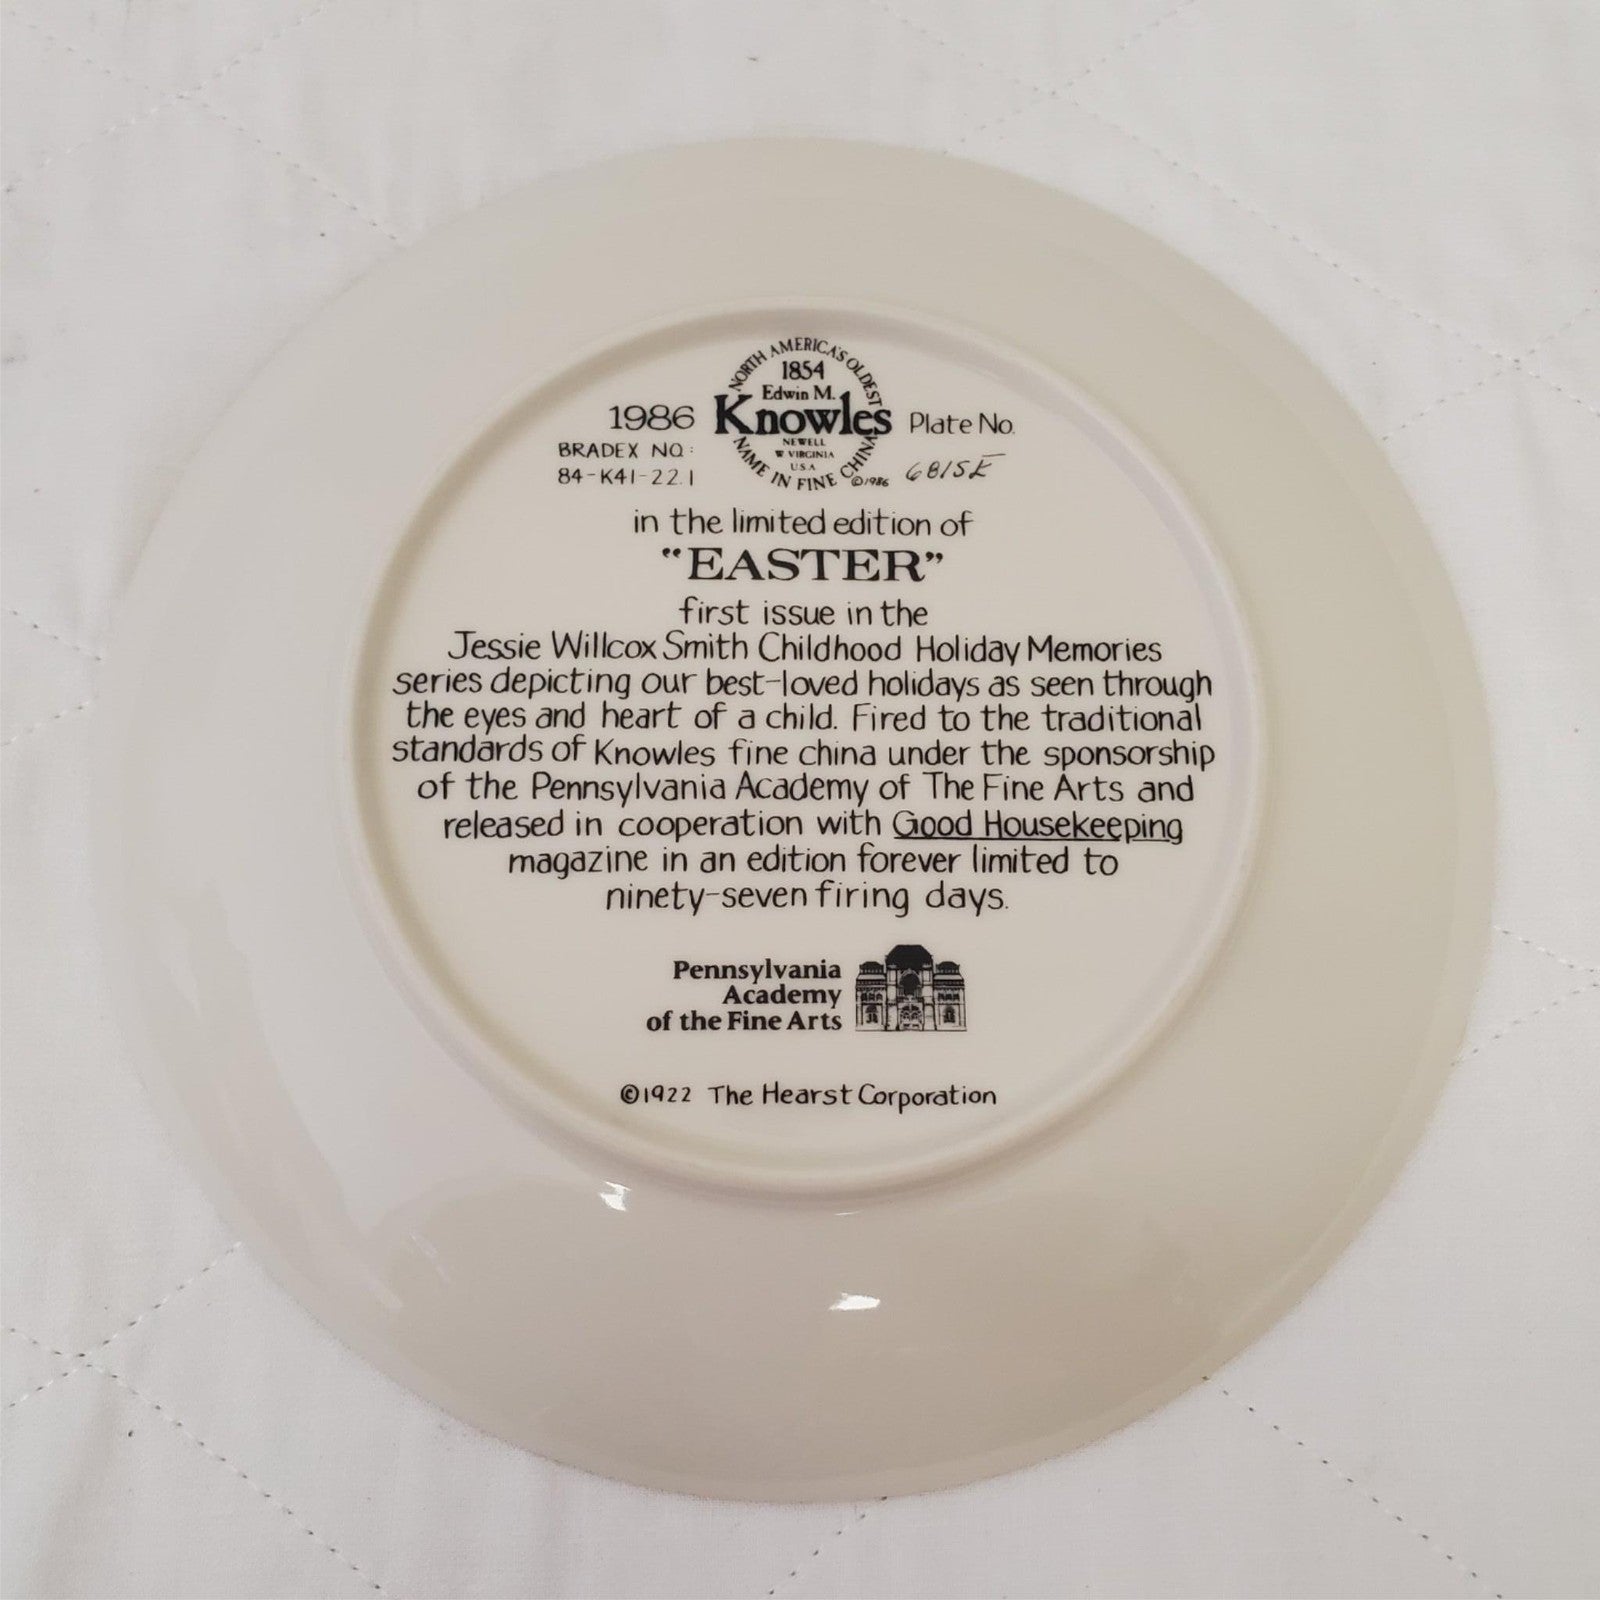 NORTH AMERICA'S OLDEST
1854
Edwin M.
1986 Knowles Plate No.
BRADEX NO: NEWELL
W VIRGINIA
84-K41-22.1 U.S.A 6815E
NAME IN FINE CHINA ©1986
in the limited edition of
"EASTER"
first issue in the
Jessie Willcox Smith Childhood Holiday Memories
series depicting our best-loved holidays as seen through
the eyes and heart of a child. Fired to the traditional
standards of Knowles fine china under the sponsorship
of the Pennsylvania Academy of The Fine Arts and
released in cooperation with Good Housekeeping
magazine in an edition forever limited to
ninety-seven firing days.
Pennsylvania
Academy
of the Fine Arts
©1922 The Hearst Corporation